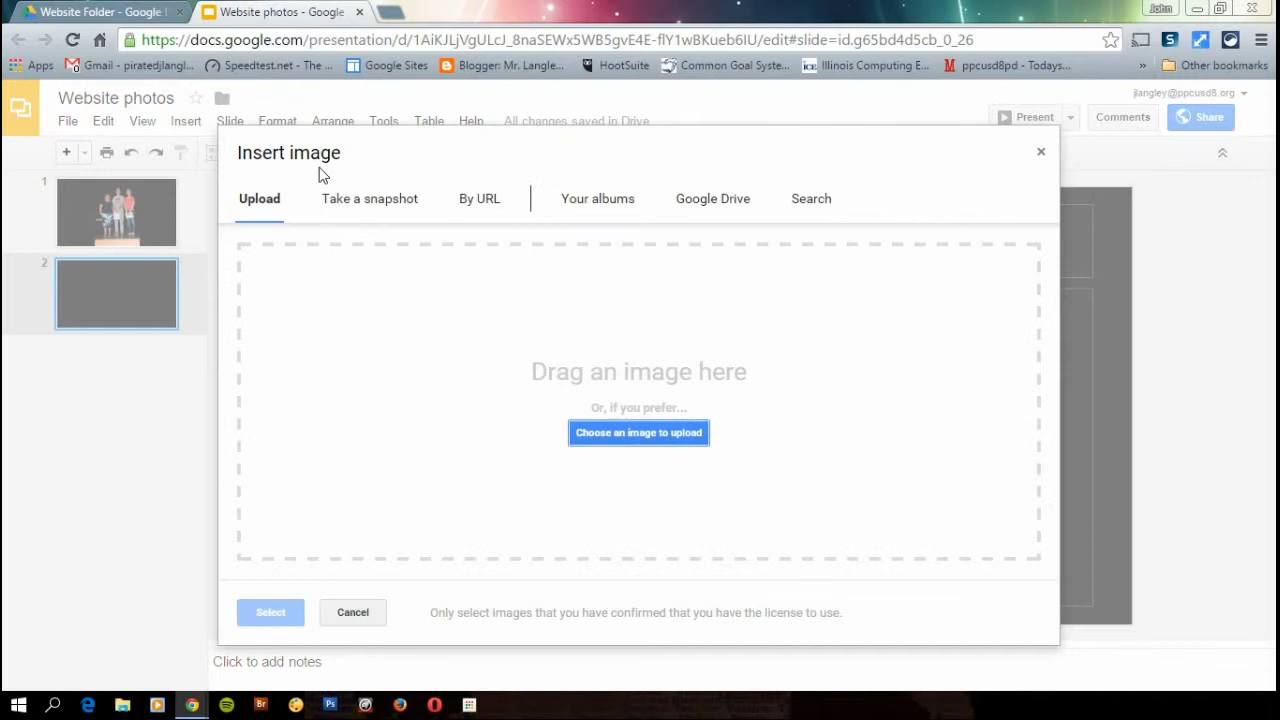 Website Folder - Google
Website photos - Google
John
https://docs.google.com/presentation/d/1AiKJLjVgULcJ_8naSEWx5WB5gvE4E-flY1wBKueb6IU/edit#slide=id.g65bd4d5cb_0_26
Apps Gmail - piratedjlangl... Speedtest.net - The ... Google Sites Blogger: Mr. Langle... HootSuite Common Goal Syste... Illinois Computing E... ppcusd8pd - Todays... » Other bookmarks
Website photos
jlangley@ppcusd8.org
File Edit View Insert Slide Format Arrange Tools Table Help All changes saved in Drive
Present Comments Share
Insert image
Upload Take a snapshot By URL Your albums Google Drive Search
1
2
Drag an image here
Or, if you prefer...
Choose an image to upload
Select Cancel Only select images that you have confirmed that you have the license to use.
Click to add notes
Br Ps